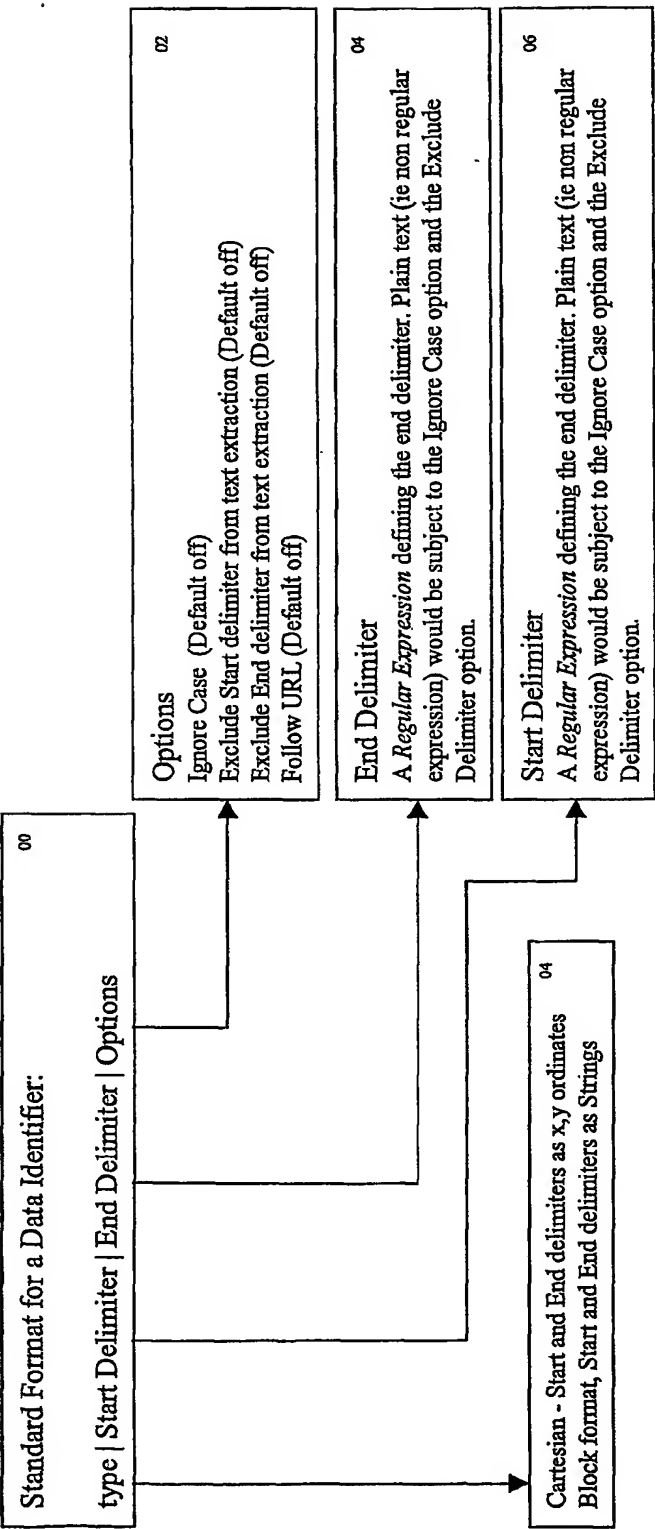 Standard Format for a Data Identifier:
00
type | Start Delimiter | End Delimiter | Options
Options
02
Ignore Case (Default off)
Exclude Start delimiter from text extraction (Default off)
Exclude End delimiter from text extraction (Default off)
Follow URL (Default off)
End Delimiter
04
A Regular Expression defining the end delimiter. Plain text (ie non regular
expression) would be subject to the Ignore Case option and the Exclude
Delimiter option.
Start Delimiter
06
A Regular Expression defining the end delimiter. Plain text (ie non regular
expression) would be subject to the Ignore Case option and the Exclude
Delimiter option.
04
Cartesian - Start and End delimiters as x,y ordinates
Block format, Start and End delimiters as Strings